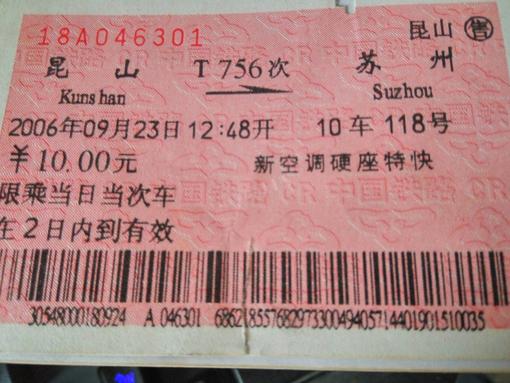 18A046301 昆山 售
昆 山 T 756次 苏 州
Kunshan Suzhou
2006年09月23日12:48开 10车 118号
￥10.00元 新空调硬座特快
限乘当日当次车
在2日内到有效
30548000180924 A 046301 6862185576829733004940571440190151 0035